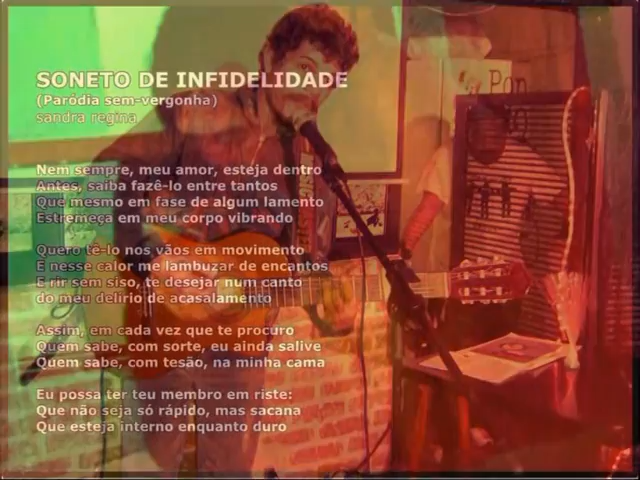 SONETO DE INFIDELIDADE
(Paródia sem-vergonha)
sandra regina
Nem sempre, meu amor, esteja dentro
Antes, saiba fazê-lo entre tantos
Que mesmo em fase de algum lamento
Estremeça em meu corpo vibrando
Quero tê-lo nos vãos em movimento
E nesse calor me lambuzar de encantos
E rir sem siso, te desejar num canto
do meu delírio de acasalamento
Assim, em cada vez que te procuro
Quem sabe, com sorte, eu ainda salive
Quem sabe, com tesão, na minha cama
Eu possa ter teu membro em riste:
Que não seja só rápido, mas sacana
Que esteja interno enquanto duro
Pop